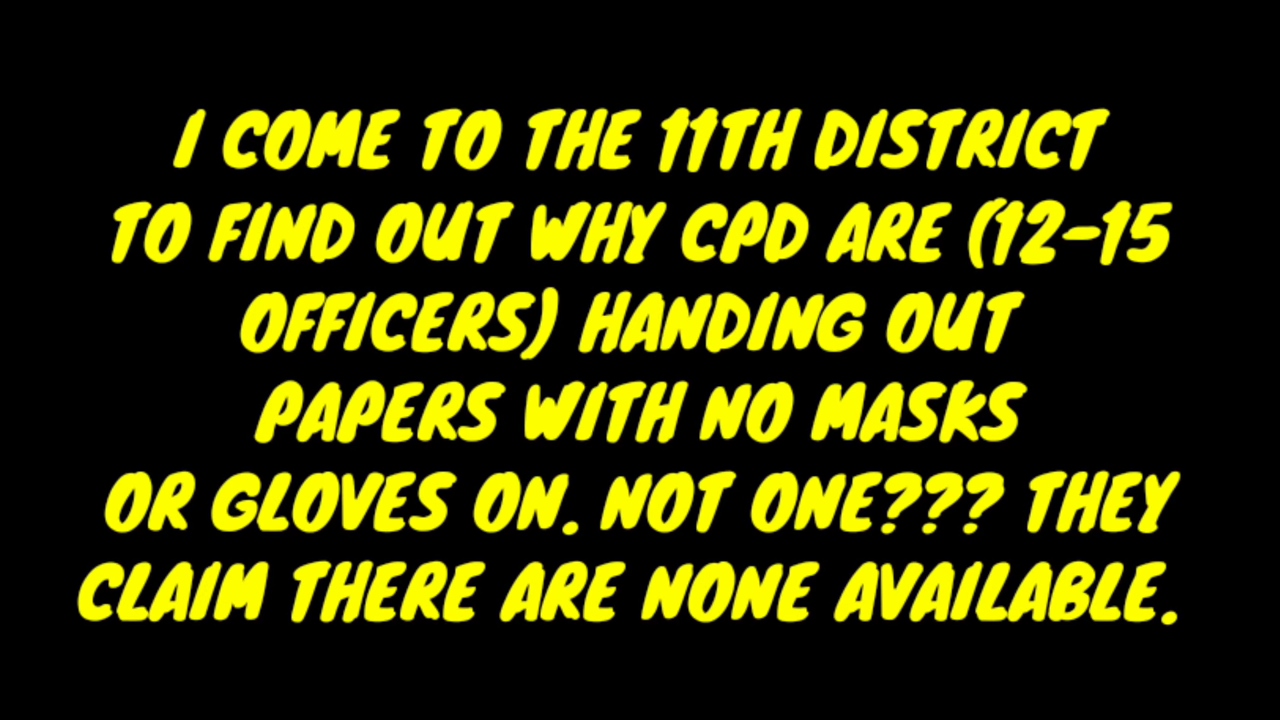 I COME TO THE 11TH DISTRICT
TO FIND OUT WHY CPD ARE (12-15
OFFICERS) HANDING OUT
PAPERS WITH NO MASKS
OR GLOVES ON. NOT ONE??? THEY
CLAIM THERE ARE NONE AVAILABLE.